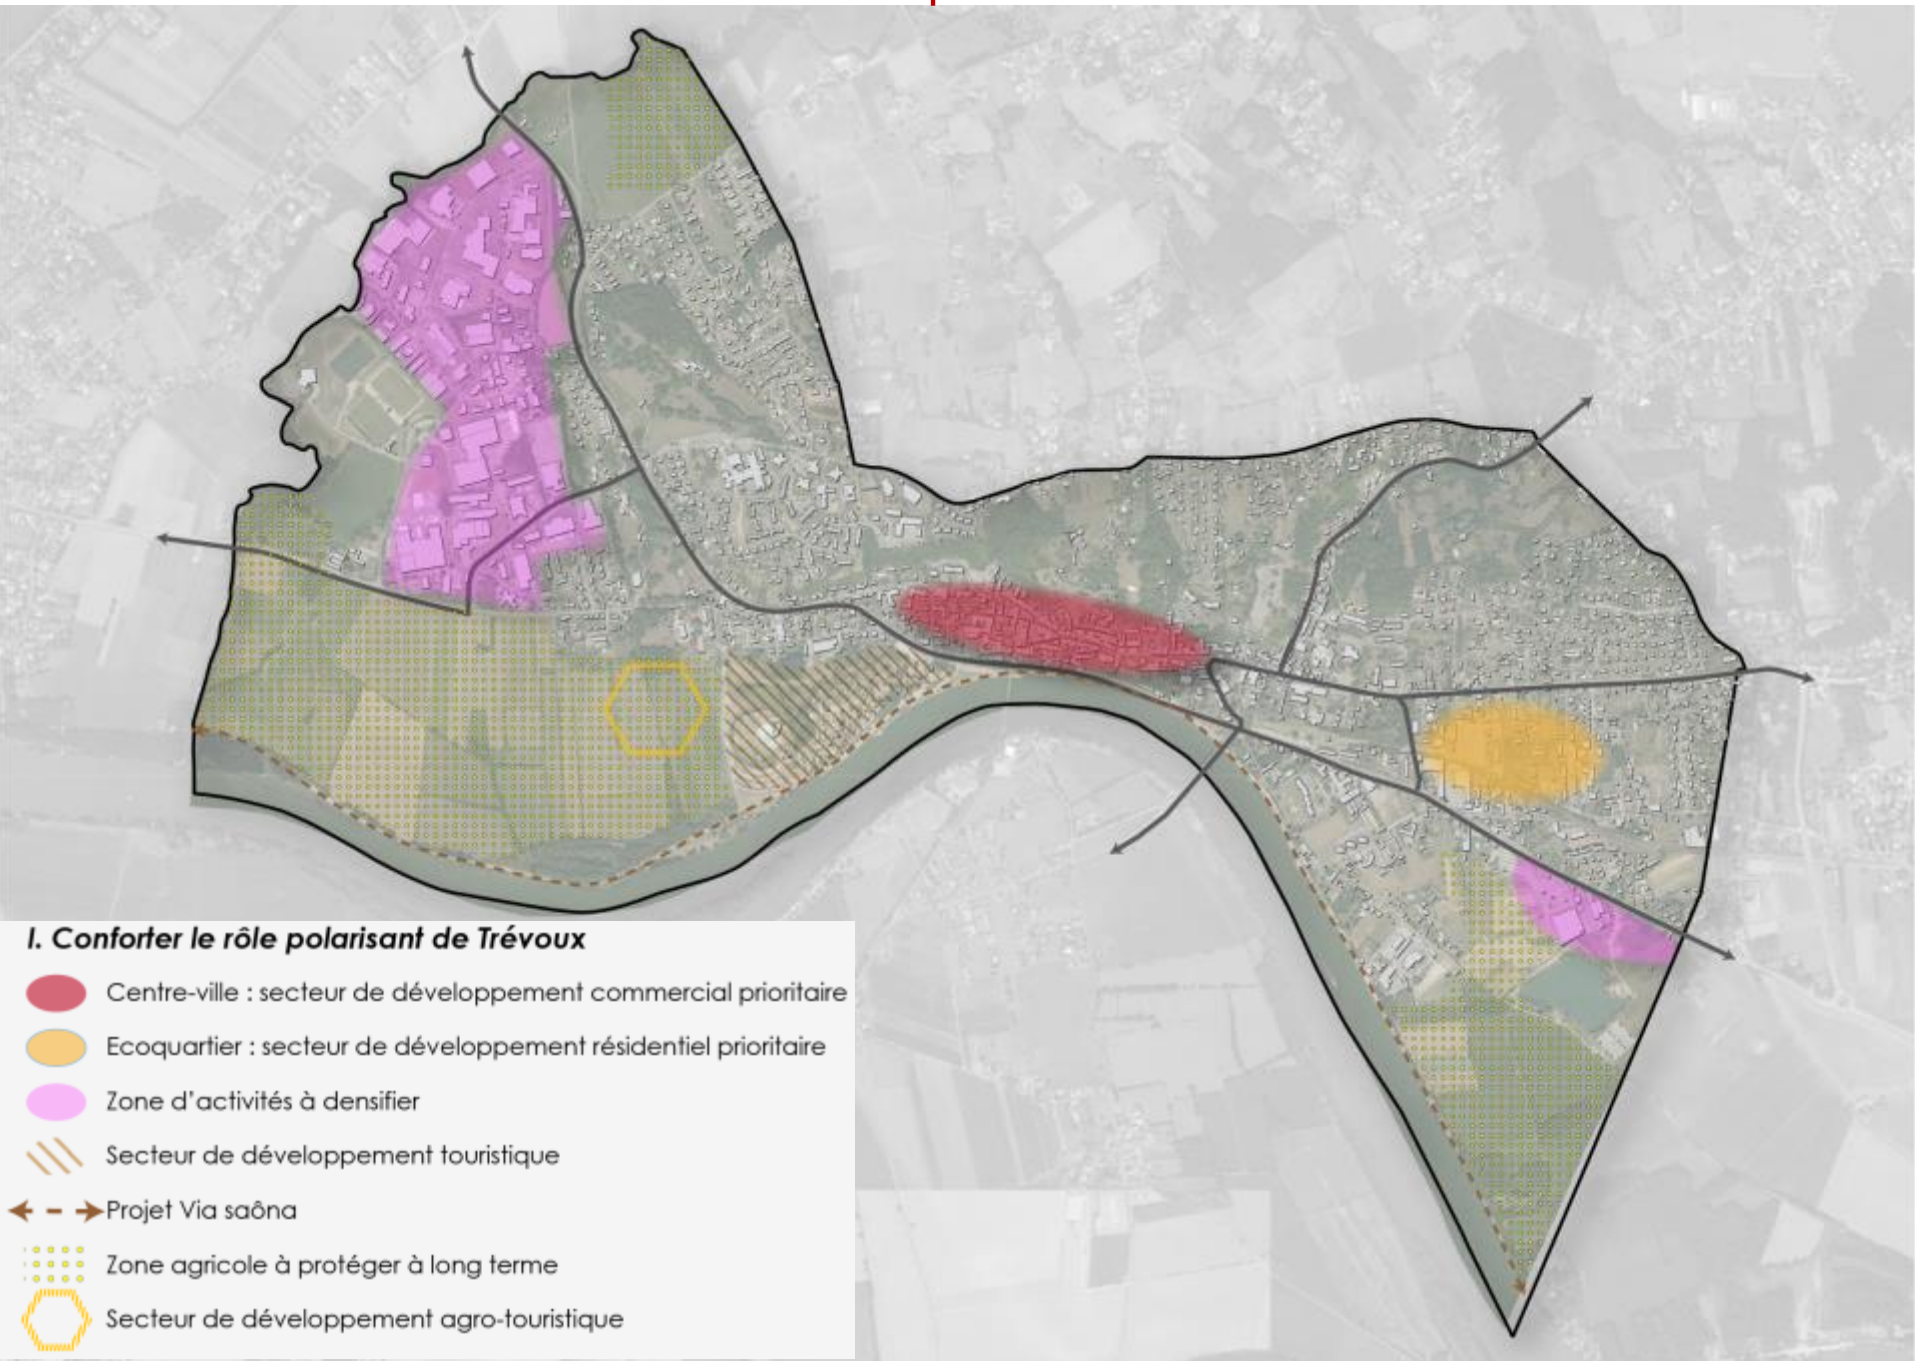 I. Conforter le rôle polarisant de Trévoux
Centre-ville : secteur de développement commercial prioritaire
Ecoquartier : secteur de développement résidentiel prioritaire
Zone d'activités à densifier
Secteur de développement touristique
Projet Via saôna
Zone agricole à protéger à long terme
Secteur de développement agro-touristique